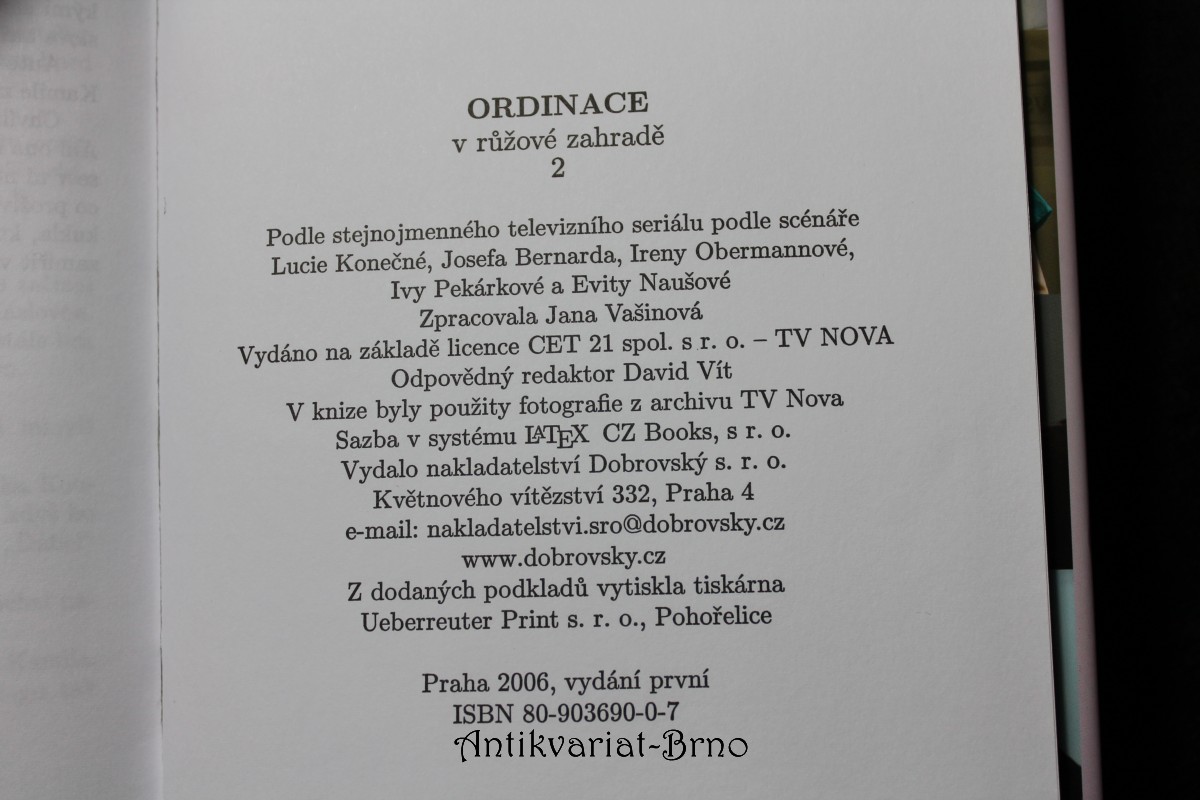 ORDINACE
v růžové zahradě
2
Podle stejnojmenného televizního seriálu podle scénáře
Lucie Konečné, Josefa Bernarda, Ireny Obermannové,
Ivy Pekárkové a Evity Naušové
Zpracovala Jana Vašinová
Vydáno na základě licence CET 21 spol. s r. o. – TV NOVA
Odpovědný redaktor David Vít
V knize byly použity fotografie z archivu TV Nova
Sazba v systému LATEX CZ Books, s r. o.
Vydalo nakladatelství Dobrovský s. r. o.
Květnového vítězství 332, Praha 4
e-mail: nakladatelstvi.sro@dobrovsky.cz
www.dobrovsky.cz
Z dodaných podkladů vytiskla tiskárna
Ueberreuter Print s. r. o., Pohořelice
Praha 2006, vydání první
ISBN 80-903690-0-7
Antikvariat-Brno